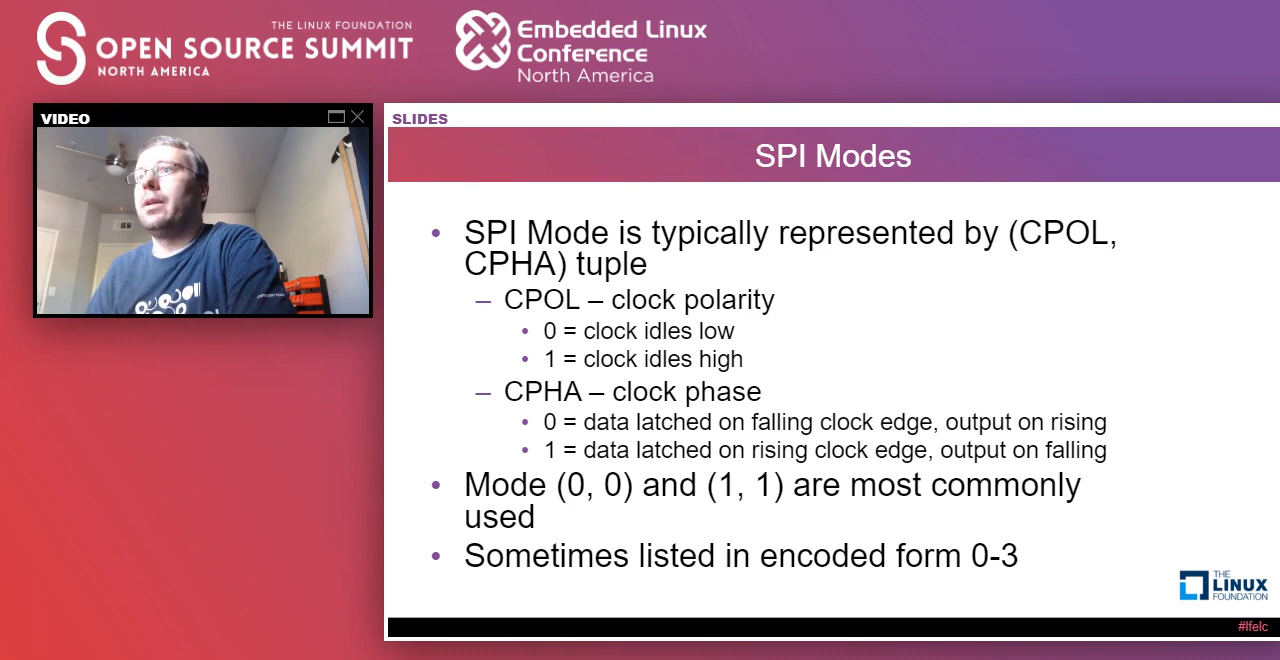 THE LINUX FOUNDATION
OPEN SOURCE SUMMIT
NORTH AMERICA
Embedded Linux
Conference
North America
VIDEO
SLIDES
SPI Modes
• SPI Mode is typically represented by (CPOL,
CPHA) tuple
– CPOL – clock polarity
• 0 = clock idles low
• 1 = clock idles high
– CPHA – clock phase
• 0 = data latched on falling clock edge, output on rising
• 1 = data latched on rising clock edge, output on falling
• Mode (0, 0) and (1, 1) are most commonly
used
• Sometimes listed in encoded form 0-3
THE
LINUX
FOUNDATION
#lfelc